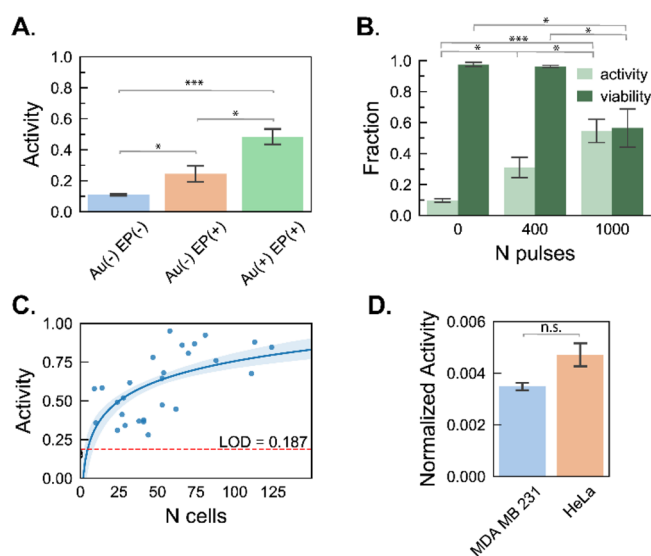 A.
1.0
0.8
0.6
0.4
0.2
0.0
Activity
***
*
*
Au(-) EP(-)
Au(-) EP(+)
Au(+) EP(+)
B.
*
*
***
*
*
activity
viability
1.0
0.8
0.6
0.4
0.2
0.0
Fraction
0 400 1000
N pulses
C.
1.00
0.75
0.50
0.25
0.00
Activity
LOD = 0.187
0 25 50 75 100 125
N cells
D.
0.006
0.004
0.002
0.000
Normalized Activity
n.s.
MDA MB 231
HeLa